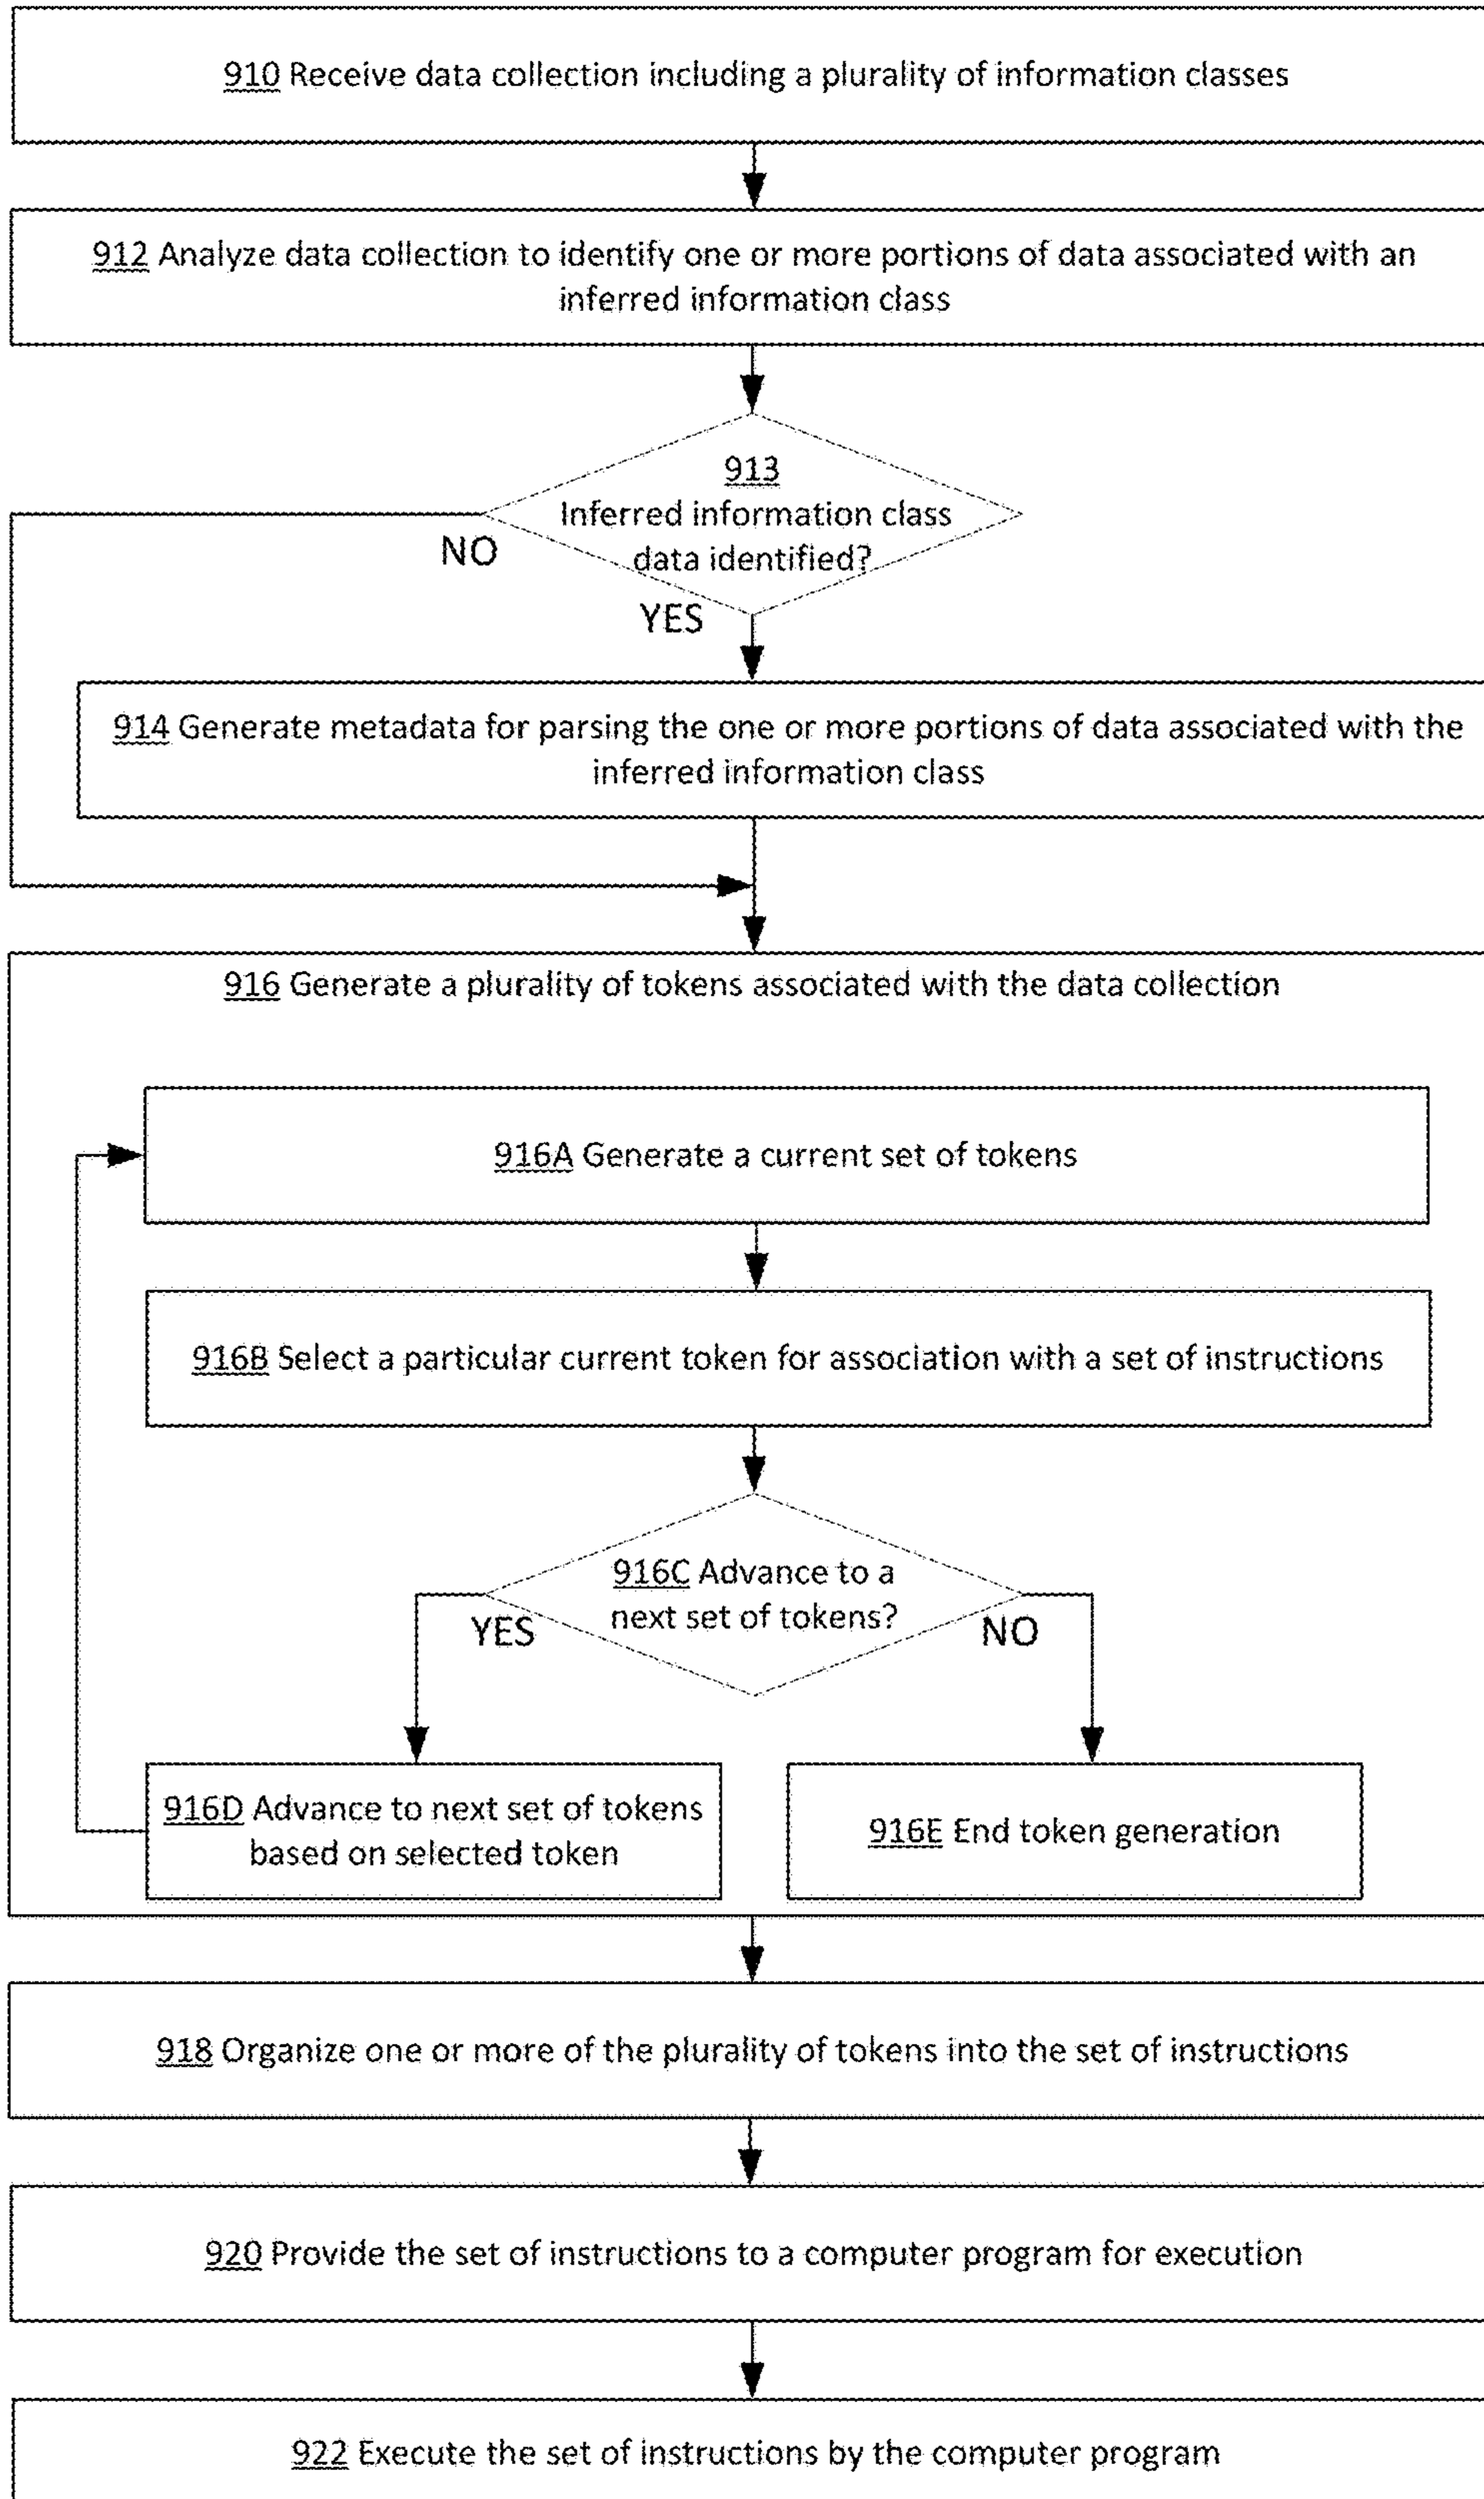 910 Receive data collection including a plurality of information classes
912 Analyze data collection to identify one or more portions of data associated with an
inferred information class
913
Inferred information class
data identified?
NO
YES
914 Generate metadata for parsing the one or more portions of data associated with the
inferred information class
916 Generate a plurality of tokens associated with the data collection
916A Generate a current set of tokens
916B Select a particular current token for association with a set of instructions
916C Advance to a
next set of tokens?
YES
NO
916D Advance to next set of tokens
based on selected token
916E End token generation
918 Organize one or more of the plurality of tokens into the set of instructions
920 Provide the set of instructions to a computer program for execution
922 Execute the set of instructions by the computer program